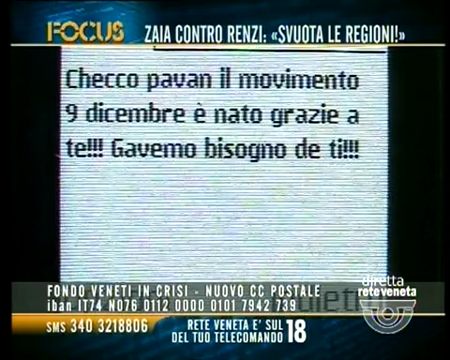 FOCUS
ZAIA CONTRO RENZI: «SVUOTA LE REGIONI!»
Checco pavan il movimento
9 dicembre è nato grazie a
te!!! Gavemo bisogno de ti!!!
diretta
reteveneta
FONDO VENETI IN CRISI - NUOVO CC POSTALE
iban IT74 N076 0112 0000 0101 7942 739
SMS 340 3218806
RETE VENETA E' SUL
DEL TUO TELECOMANDO
18